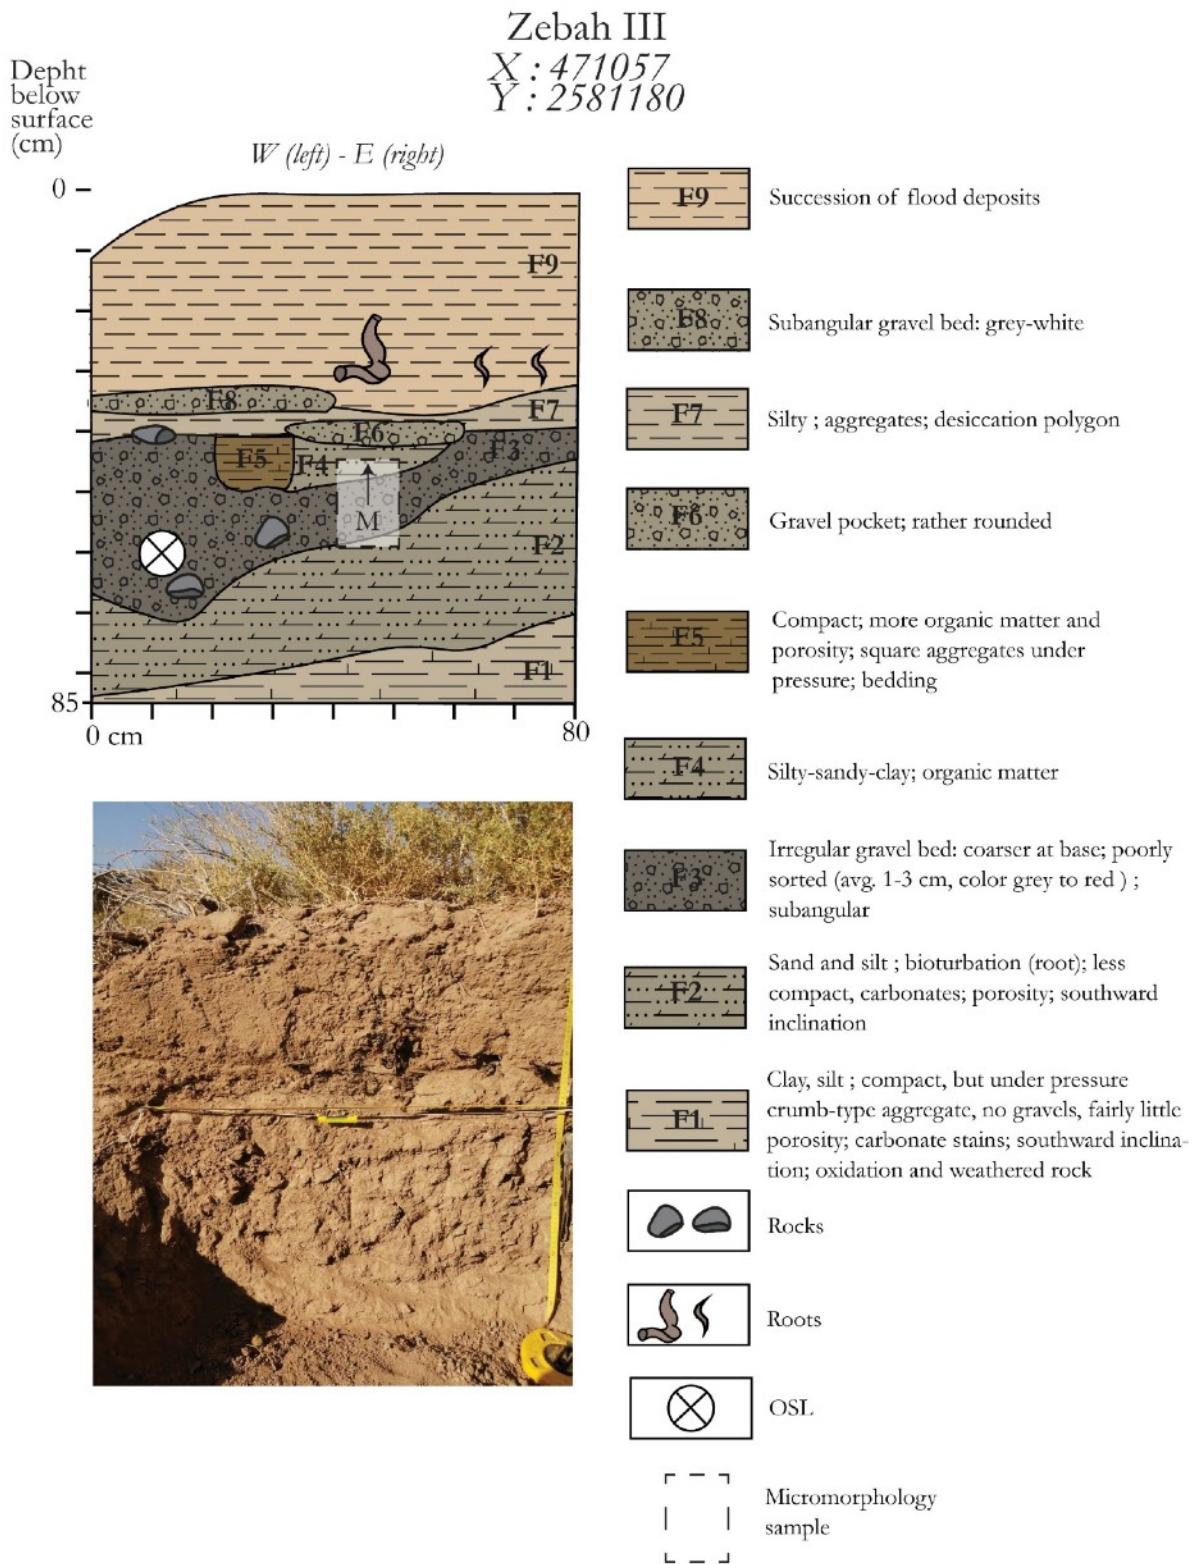 Zebah III
X : 471057
Y : 2581180
Depht
below
surface
(cm)
W (left) - E (right)
0
F9
F8
F7
F6
F5
F4
F3
M
F2
F1
85
0 cm
80
F9
Succession of flood deposits
F8
Subangular gravel bed: grey-white
F7
Silty ; aggregates; desiccation polygon
F6
Gravel pocket; rather rounded
F5
Compact; more organic matter and
porosity; square aggregates under
pressure; bedding
F4
Silty-sandy-clay; organic matter
F3
Irregular gravel bed: coarser at base; poorly
sorted (avg. 1-3 cm, color grey to red ) ;
subangular
F2
Sand and silt ; bioturbation (root); less
compact, carbonates; porosity; southward
inclination
F1
Clay, silt ; compact, but under pressure
crumb-type aggregate, no gravels, fairly little
porosity; carbonate stains; southward inclina-
tion; oxidation and weathered rock
Rocks
Roots
OSL
Micromorphology
sample